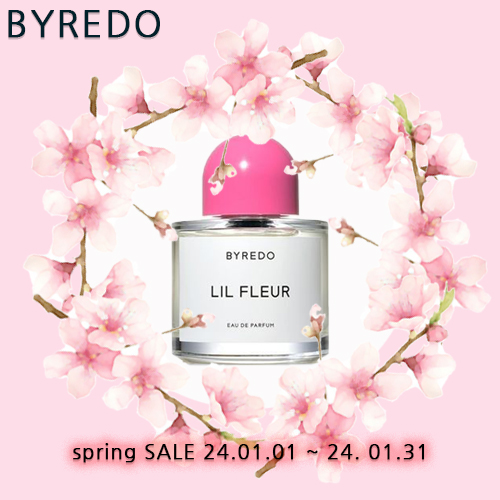 BYREDO
BYREDO
LIL FLEUR
EAU DE PARFUM
spring SALE 24.01.01 ~ 24. 01.31